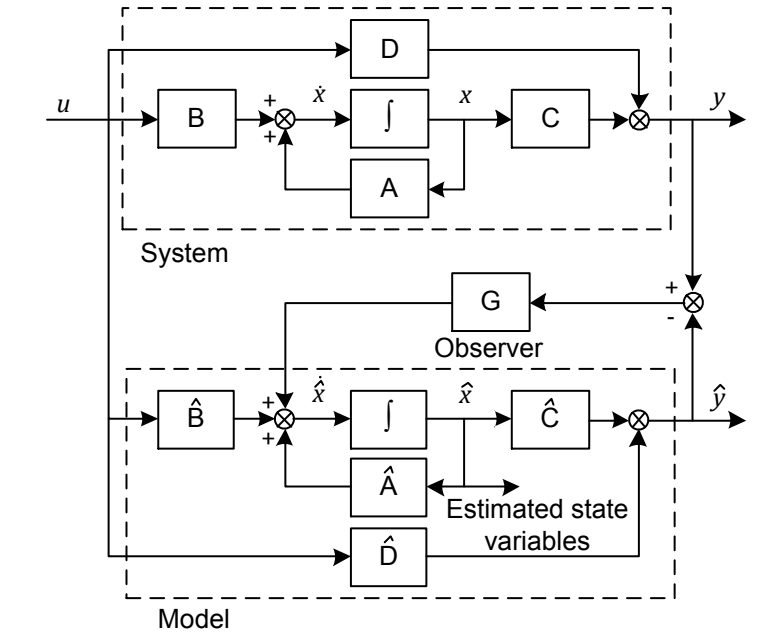 D
u
B
+
+
ẋ
∫
x
C
y
A
System
G
+
-
Observer
B̂
+
+
x̂̇
∫
x̂
Ĉ
ŷ
Â
Estimated state
variables
D̂
Model